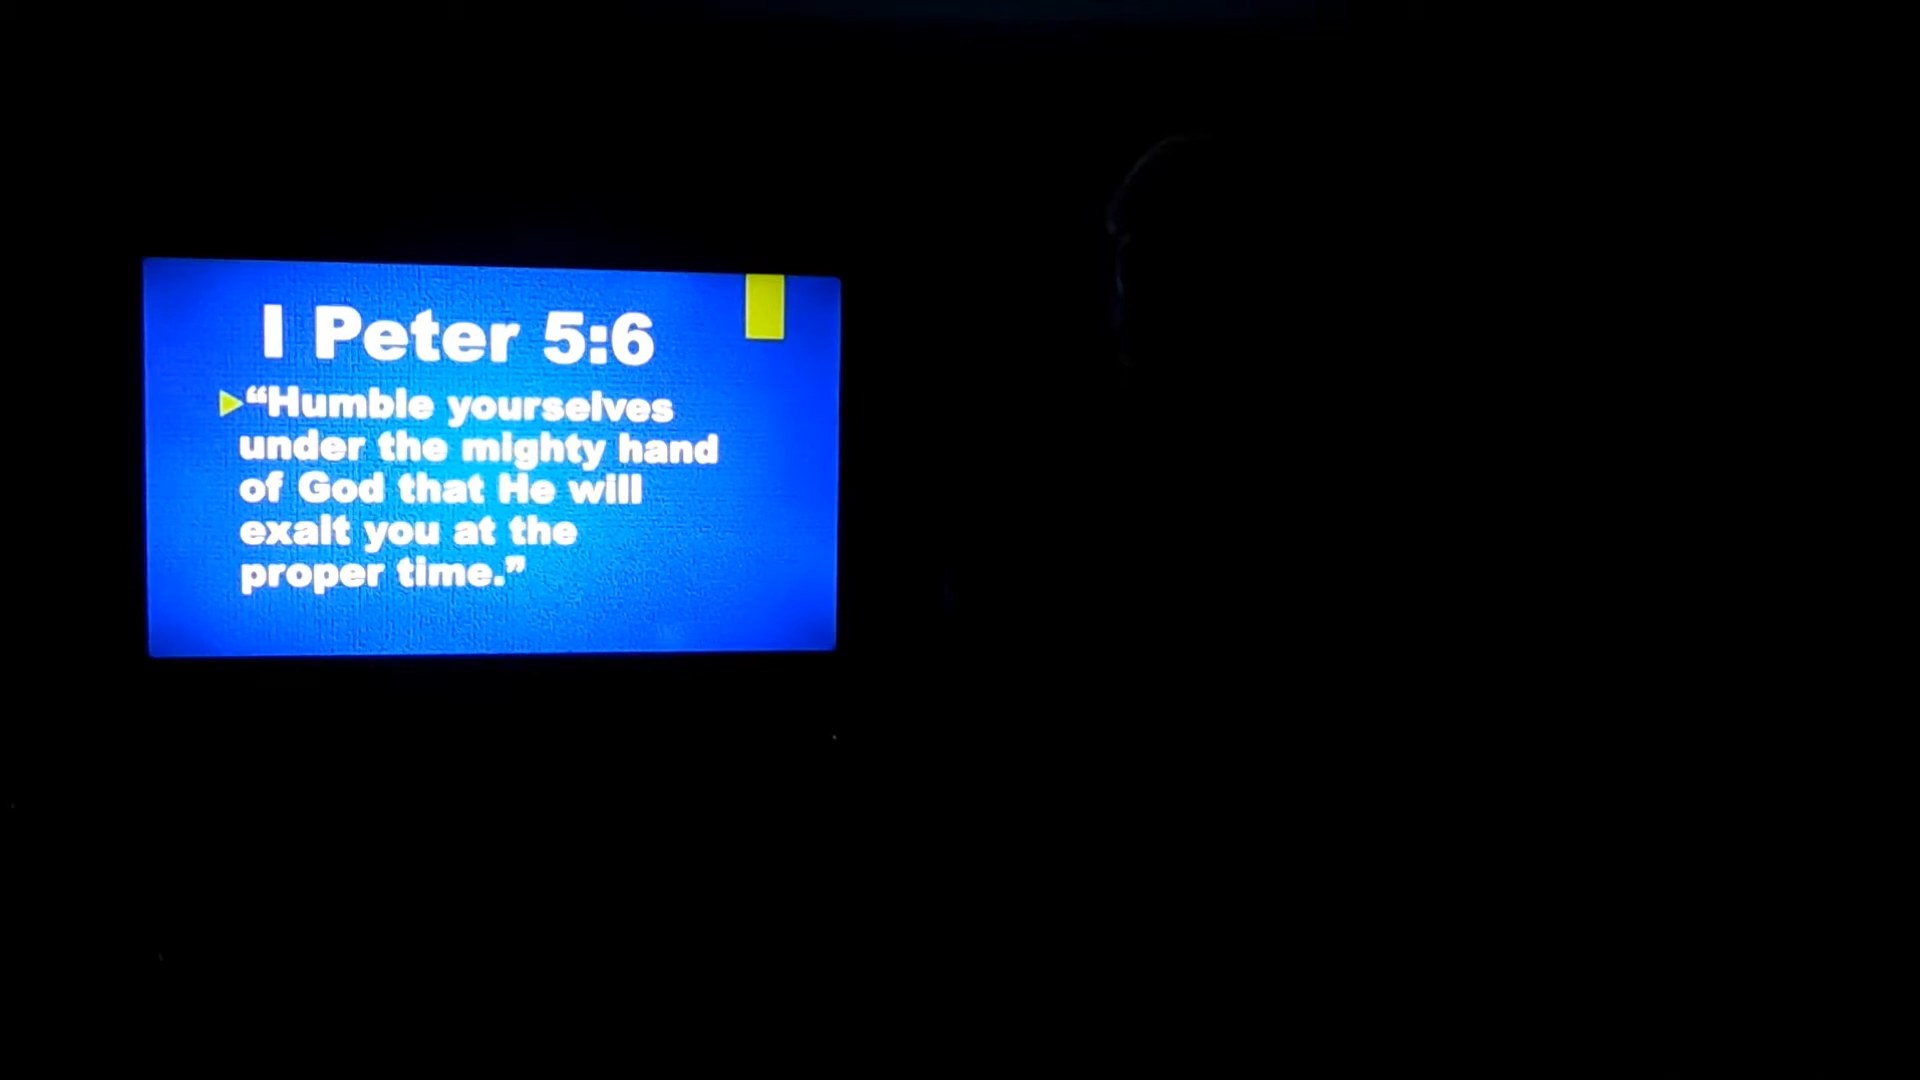 I Peter 5:6
“Humble yourselves
under the mighty hand
of God that He will
exalt you at the
proper time.”